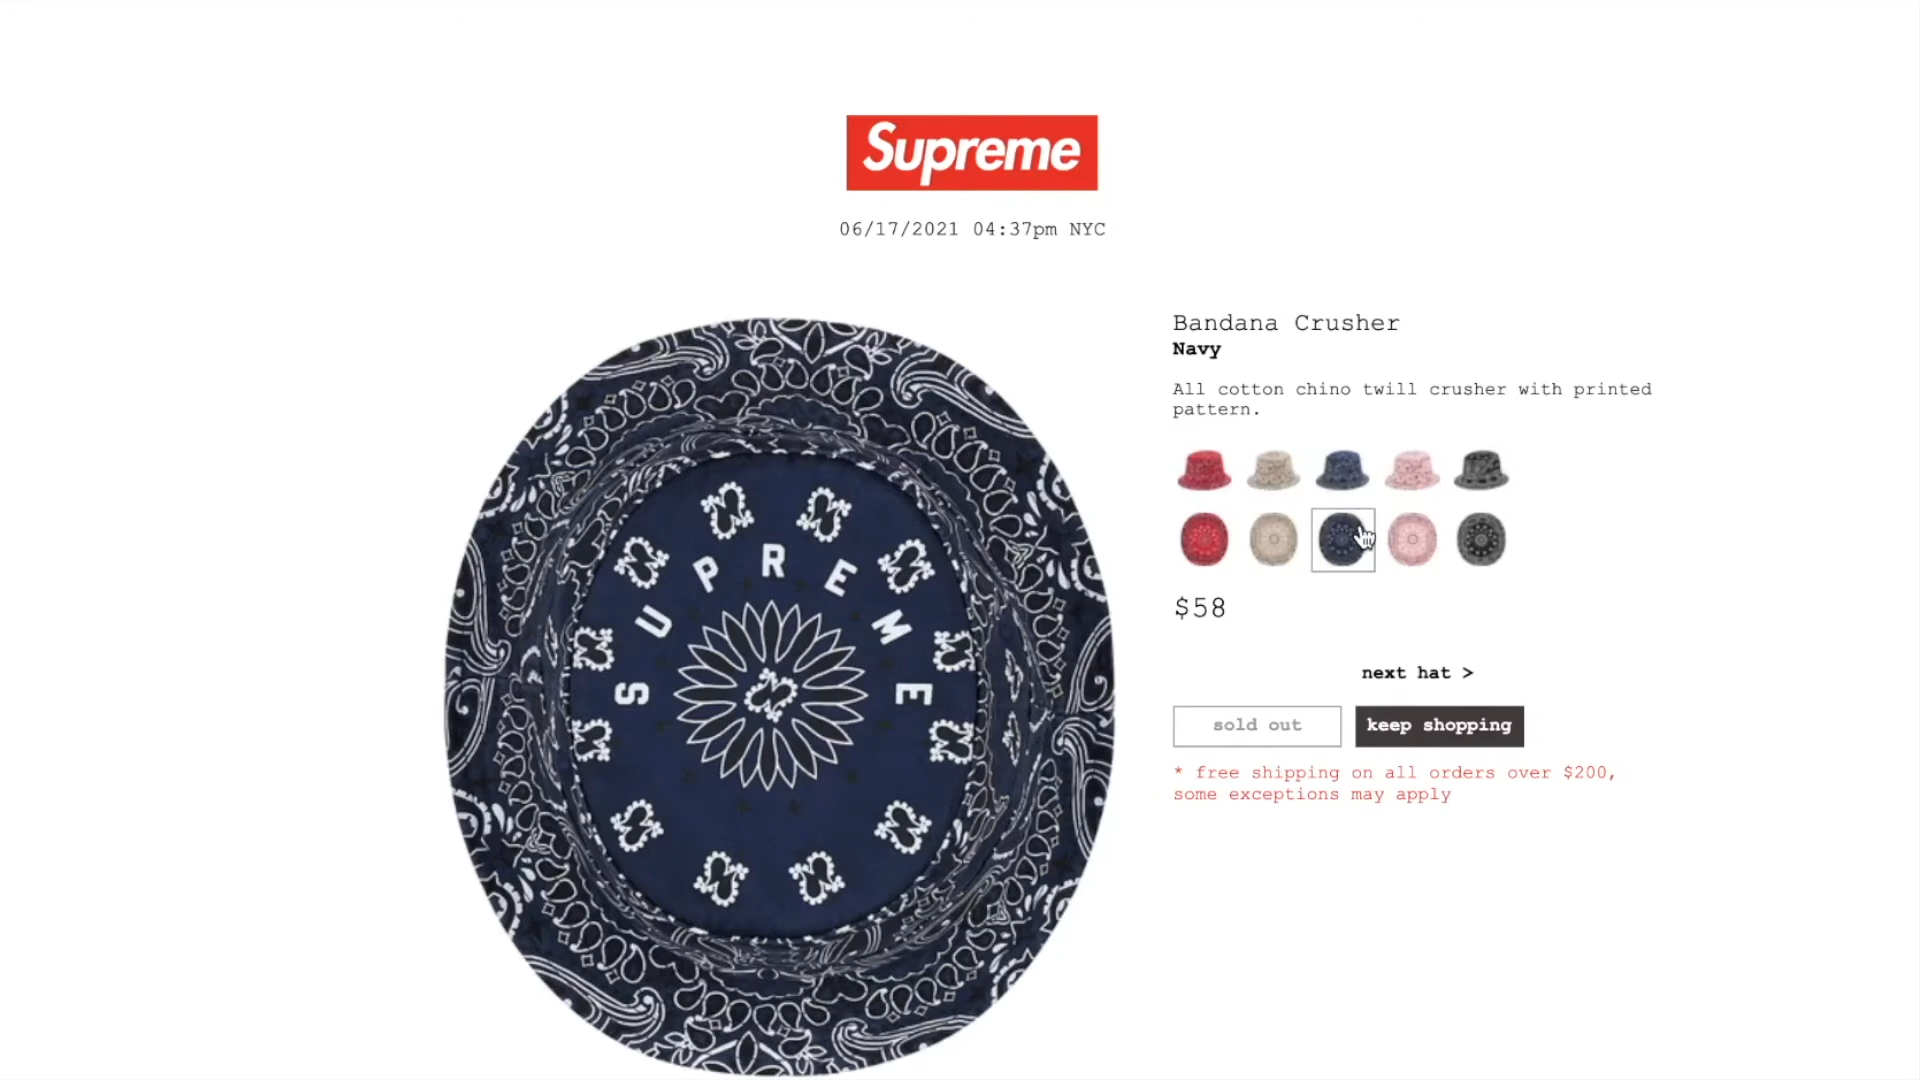 Supreme
06/17/2021 04:37pm NYC
Bandana Crusher
Navy
All cotton chino twill crusher with printed
pattern.
SUPREME
$58
next hat >
sold out
keep shopping
* free shipping on all orders over $200,
some exceptions may apply